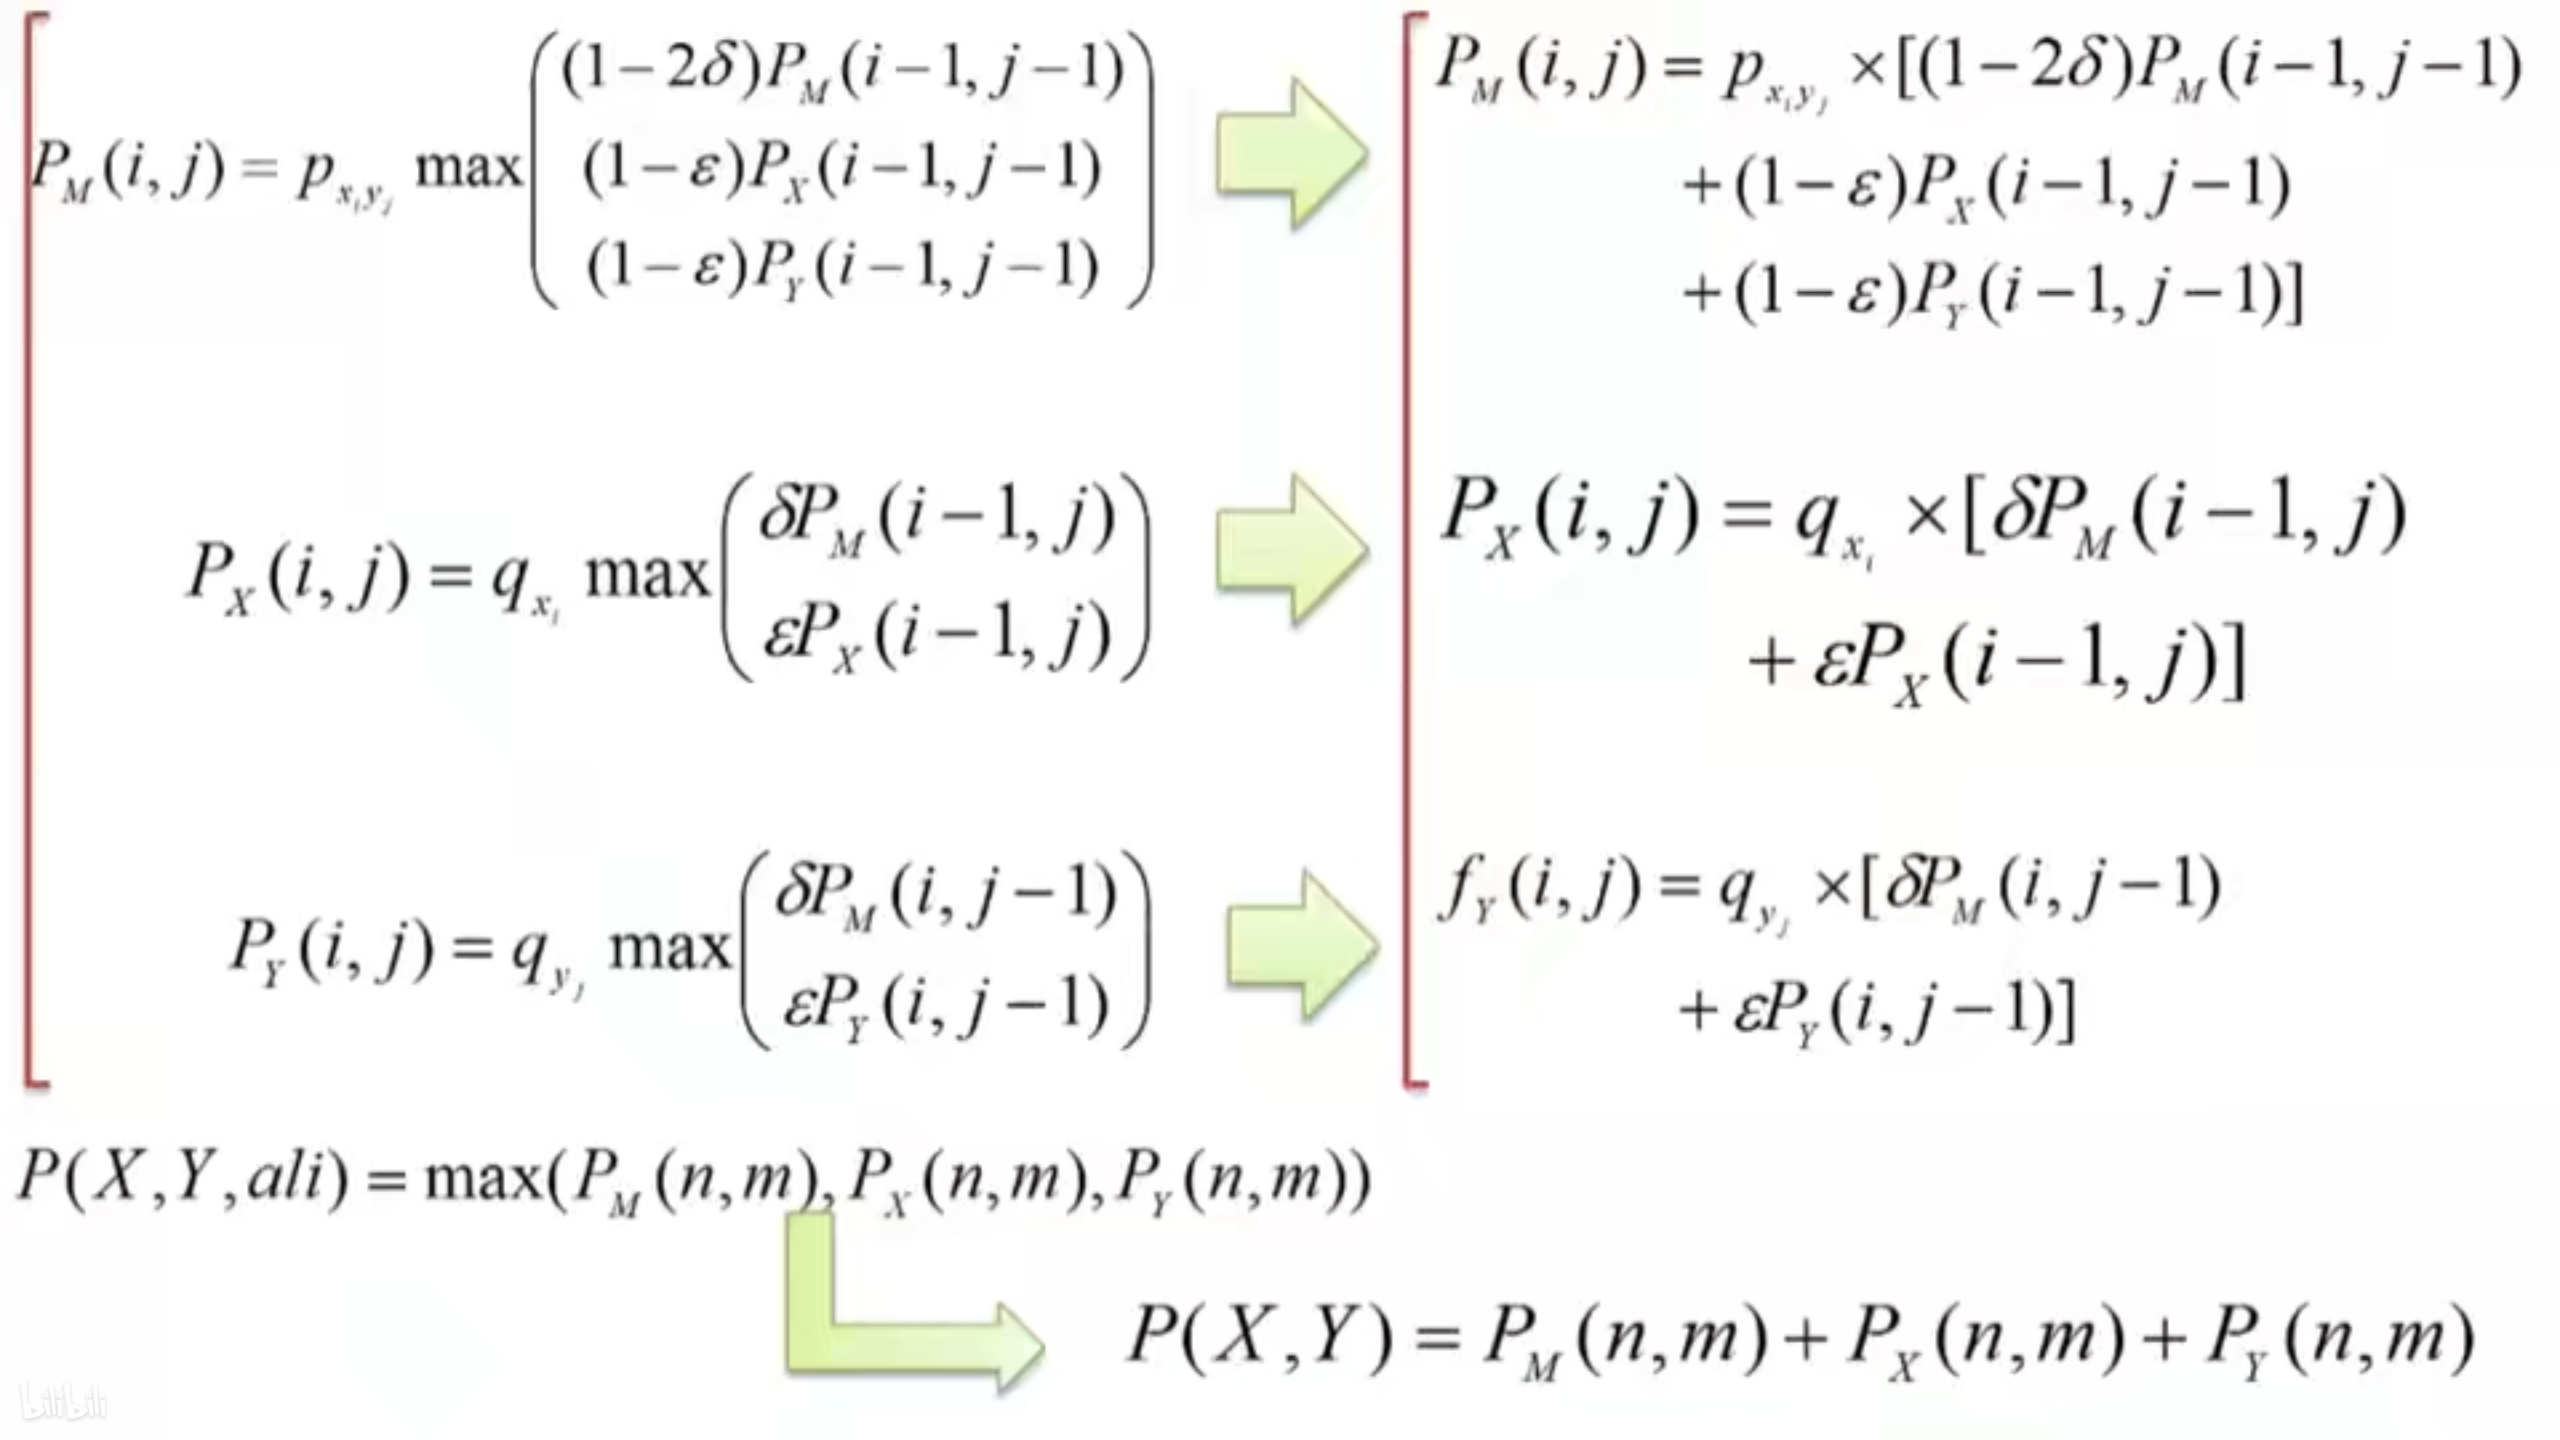 P_M(i, j) = p_{x_i y_j} max
(1−2δ)P_M(i−1, j−1)
(1−ε)P_X(i−1, j−1)
(1−ε)P_Y(i−1, j−1)
P_M(i, j) = p_{x_i y_j} ×[(1−2δ)P_M(i−1, j−1)
+(1−ε)P_X(i−1, j−1)
+(1−ε)P_Y(i−1, j−1)]
P_X(i, j) = q_{x_i} max
δP_M(i−1, j)
εP_X(i−1, j)
P_X(i, j) = q_{x_i} ×[δP_M(i−1, j)
+ εP_X(i−1, j)]
P_Y(i, j) = q_{y_j} max
δP_M(i, j−1)
εP_Y(i, j−1)
f_Y(i, j) = q_{y_j} ×[δP_M(i, j−1)
+ εP_Y(i, j−1)]
P(X,Y,ali) = max(P_M(n,m),P_X(n,m),P_Y(n,m))
P(X,Y) = P_M(n,m)+P_X(n,m)+P_Y(n,m)
bilibili